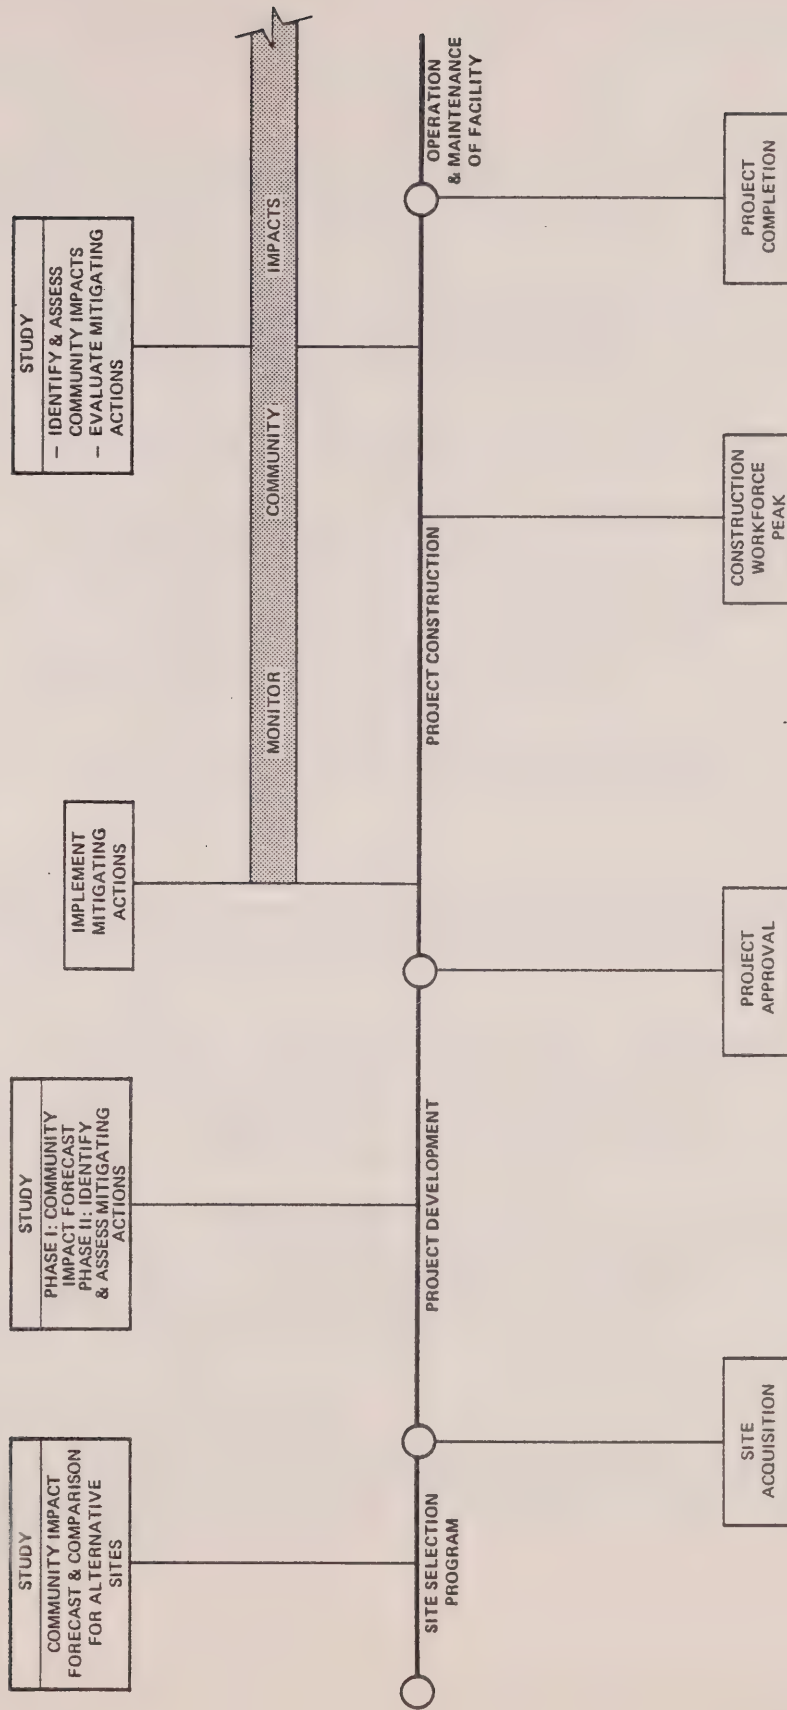 STUDY
COMMUNITY IMPACT
FORECAST & COMPARISON
FOR ALTERNATIVE
SITES
STUDY
PHASE I: COMMUNITY
IMPACT FORECAST
PHASE II: IDENTIFY
& ASSESS MITIGATING
ACTIONS
IMPLEMENT
MITIGATING
ACTIONS
STUDY
– IDENTIFY & ASSESS
COMMUNITY IMPACTS
– EVALUATE MITIGATING
ACTIONS
MONITOR COMMUNITY IMPACTS
SITE SELECTION
PROGRAM
PROJECT DEVELOPMENT
PROJECT CONSTRUCTION
OPERATION
& MAINTENANCE
OF FACILITY
SITE
ACQUISITION
PROJECT
APPROVAL
CONSTRUCTION
WORKFORCE
PEAK
PROJECT
COMPLETION